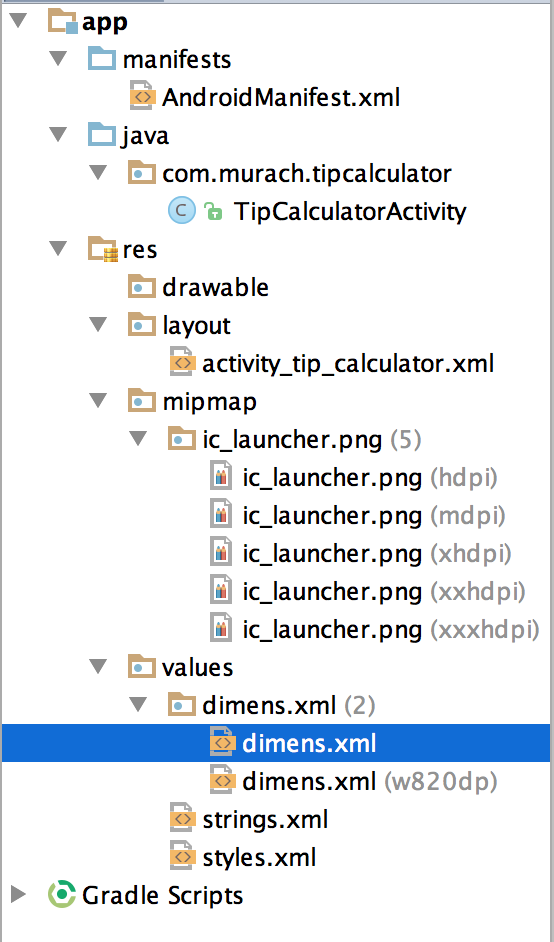 app
manifests
AndroidManifest.xml
java
com.murach.tipcalculator
C TipCalculatorActivity
res
drawable
layout
activity_tip_calculator.xml
mipmap
ic_launcher.png (5)
ic_launcher.png (hdpi)
ic_launcher.png (mdpi)
ic_launcher.png (xhdpi)
ic_launcher.png (xxhdpi)
ic_launcher.png (xxxhdpi)
values
dimens.xml (2)
dimens.xml
dimens.xml (w820dp)
strings.xml
styles.xml
Gradle Scripts